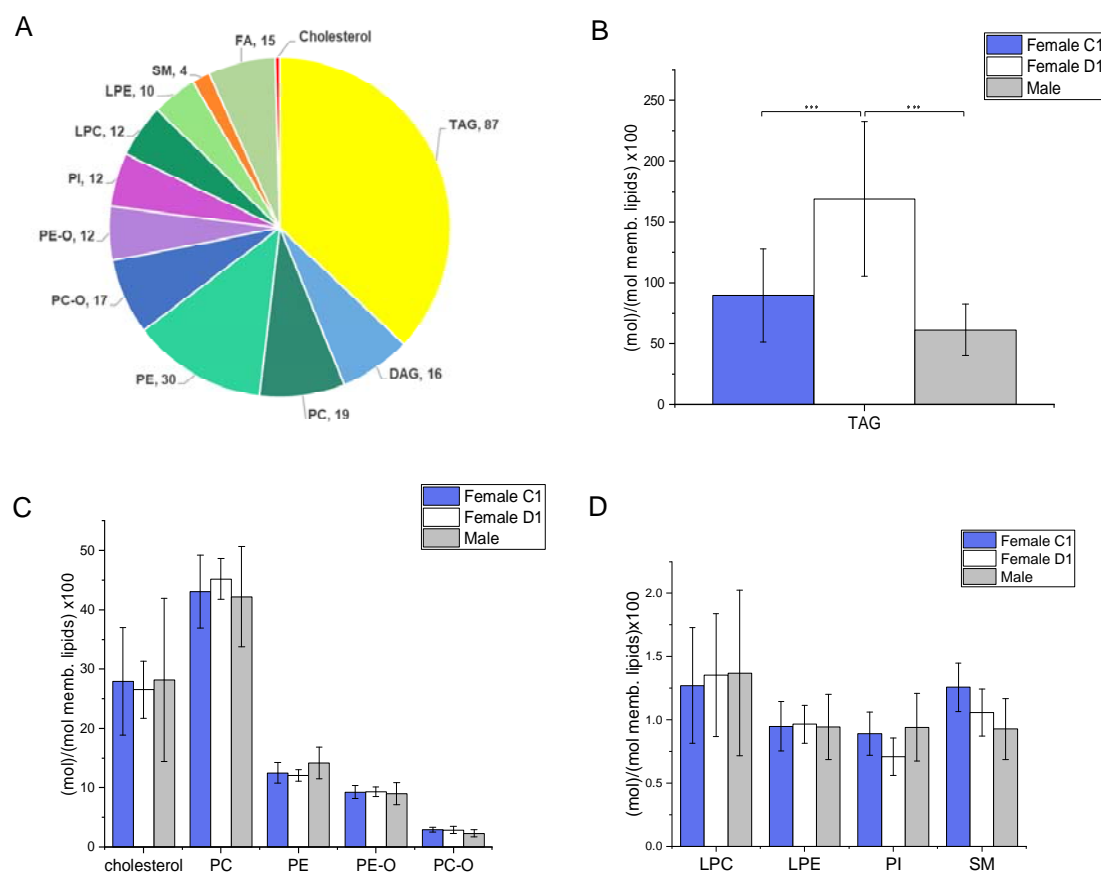 A
FA, 15
Cholesterol
SM, 4
LPE, 10
LPC, 12
TAG, 87
PI, 12
PE-O, 12
PC-O, 17
PE, 30
DAG, 16
PC, 19
B
Female C1
Female D1
Male
(mol)/(mol memb. lipids) x100
250
200
150
100
50
0
***
***
TAG
C
Female C1
Female D1
Male
(mol)/(mol memb. lipids) x100
50
40
30
20
10
0
cholesterol PC PE PE-O PC-O
D
Female C1
Female D1
Male
(mol)/(mol memb. lipids)x100
2.0
1.5
1.0
0.5
0.0
LPC LPE PI SM